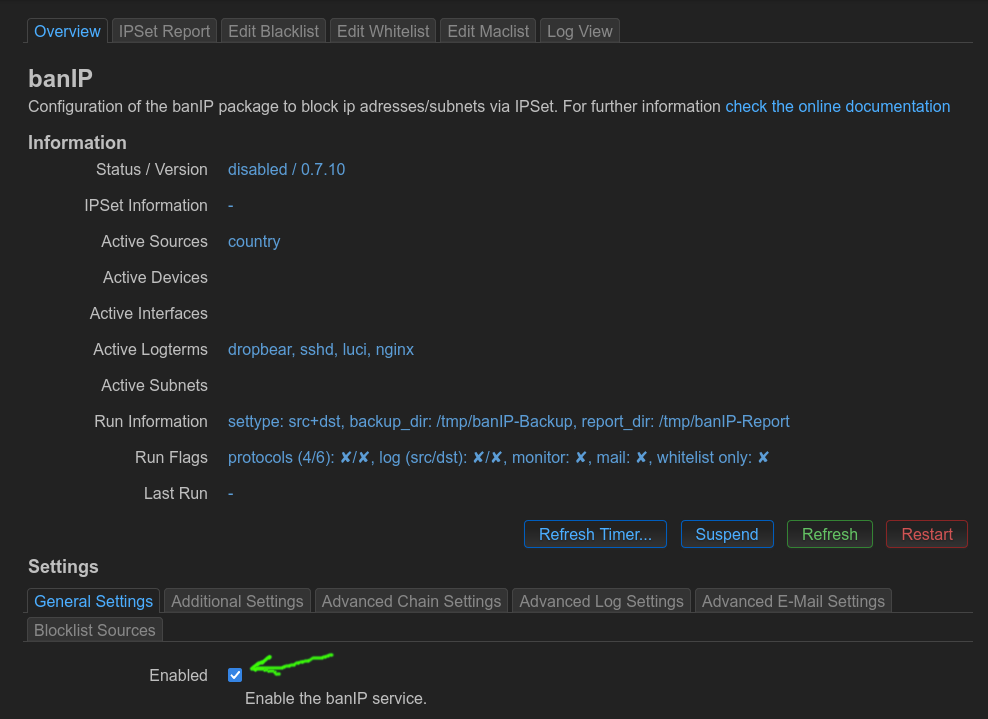 Overview IPSet Report Edit Blacklist Edit Whitelist Edit Maclist Log View
banIP
Configuration of the banIP package to block ip adresses/subnets via IPSet. For further information check the online documentation
Information
Status / Version disabled / 0.7.10
IPSet Information -
Active Sources country
Active Devices
Active Interfaces
Active Logterms dropbear, sshd, luci, nginx
Active Subnets
Run Information settype: src+dst, backup_dir: /tmp/banIP-Backup, report_dir: /tmp/banIP-Report
Run Flags protocols (4/6): ✘/✘, log (src/dst): ✘/✘, monitor: ✘, mail: ✘, whitelist only: ✘
Last Run -
Refresh Timer... Suspend Refresh Restart
Settings
General Settings Additional Settings Advanced Chain Settings Advanced Log Settings Advanced E-Mail Settings
Blocklist Sources
Enabled
Enable the banIP service.